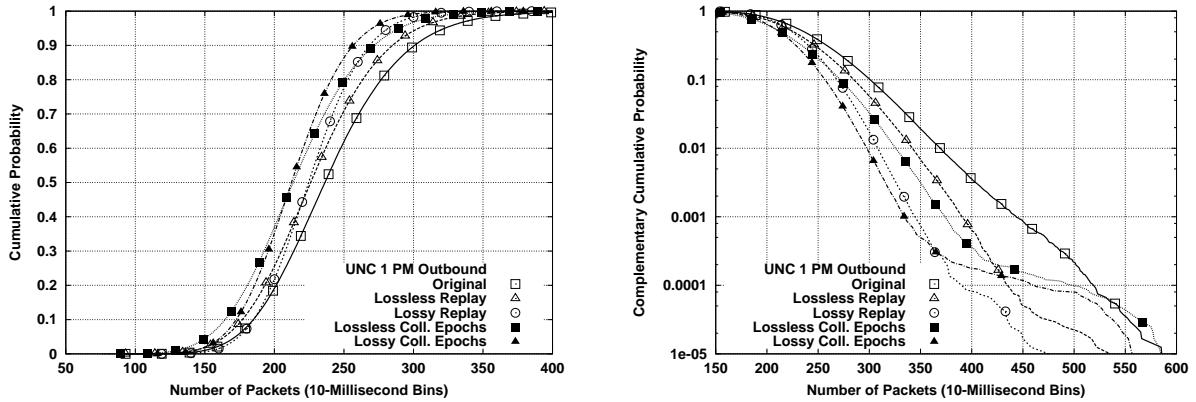 Cumulative Probability
1
0.9
0.8
0.7
0.6
0.5
0.4
0.3
0.2
0.1
0
50
100
150
200
250
300
350
400
Number of Packets (10-Millisecond Bins)
UNC 1 PM Outbound
Original
Lossless Replay
Lossy Replay
Lossless Coll. Epochs
Lossy Coll. Epochs
Complementary Cumulative Probability
1
0.1
0.01
0.001
0.0001
1e-05
150
200
250
300
350
400
450
500
550
600
Number of Packets (10-Millisecond Bins)
UNC 1 PM Outbound
Original
Lossless Replay
Lossy Replay
Lossless Coll. Epochs
Lossy Coll. Epochs